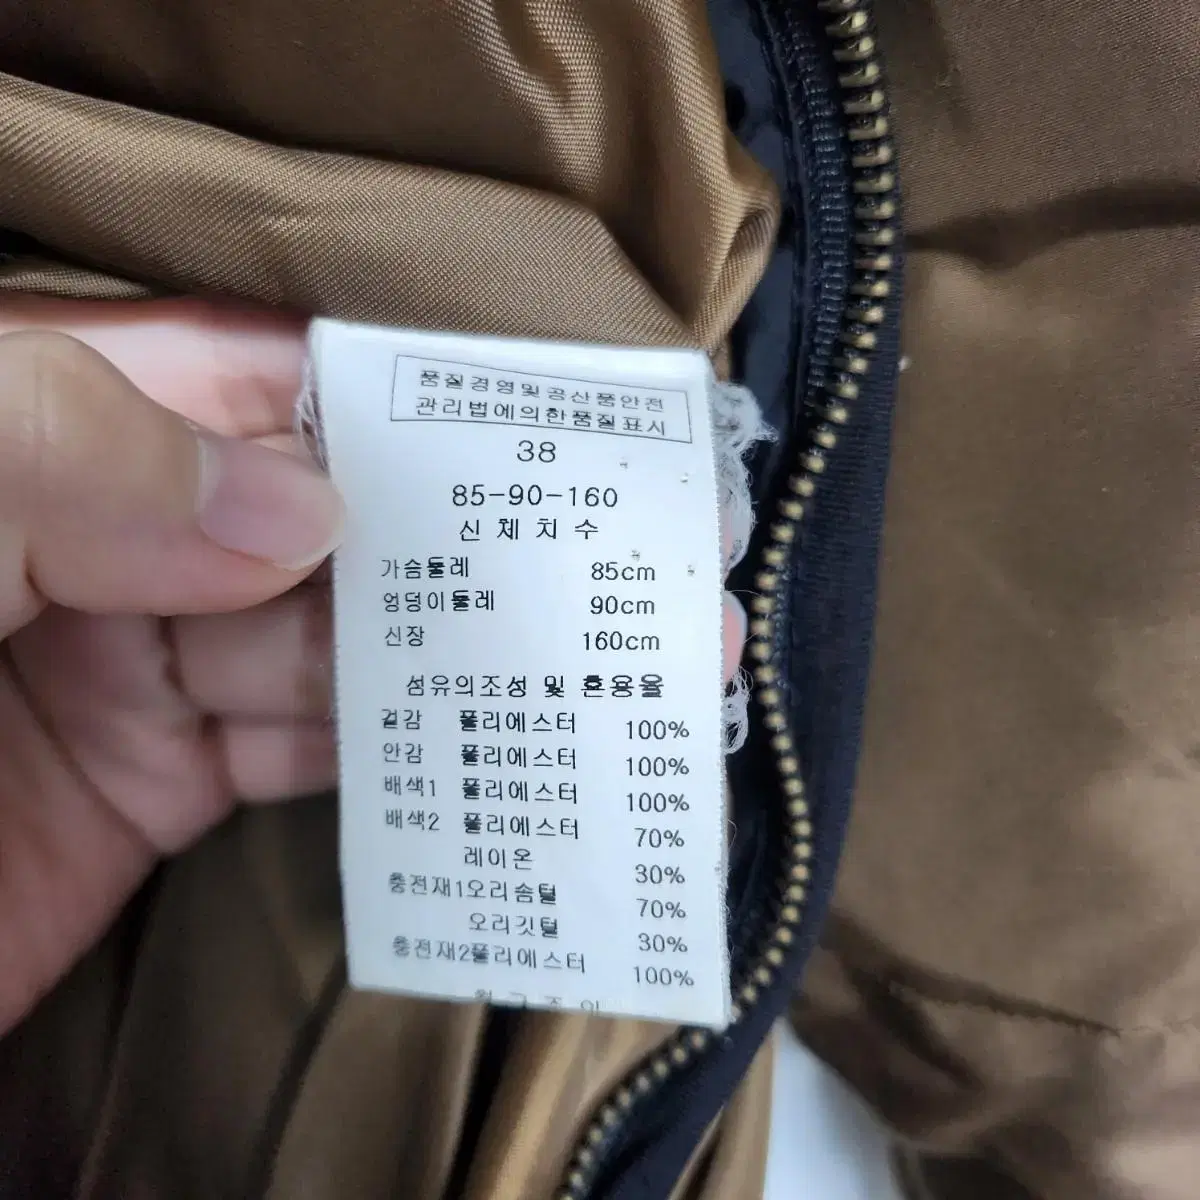 품질경영및공산품안전
관리법에의한품질표시
38
85-90-160
신 체 치 수
가슴둘레 85cm
엉덩이둘레 90cm
신장 160cm
섬유의조성 및 혼용율
겉감 폴리에스터 100%
안감 폴리에스터 100%
배색1 폴리에스터 100%
배색2 폴리에스터 70%
레이온 30%
충전재1오리솜털 70%
오리깃털 30%
충전재2폴리에스터 100%